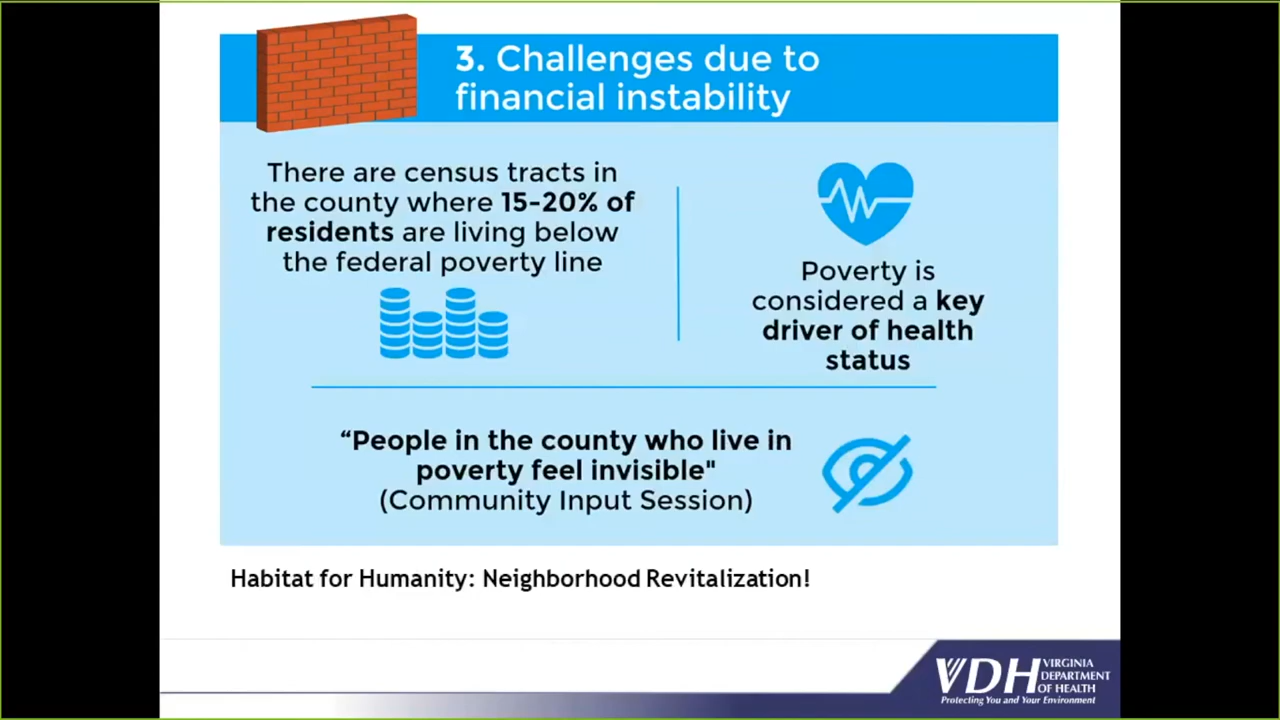 3. Challenges due to
financial instability
There are census tracts in
the county where 15-20% of
residents are living below
the federal poverty line
Poverty is
considered a key
driver of health
status
“People in the county who live in
poverty feel invisible"
(Community Input Session)
Habitat for Humanity: Neighborhood Revitalization!
VDH VIRGINIA
DEPARTMENT
OF HEALTH
Protecting You and Your Environment